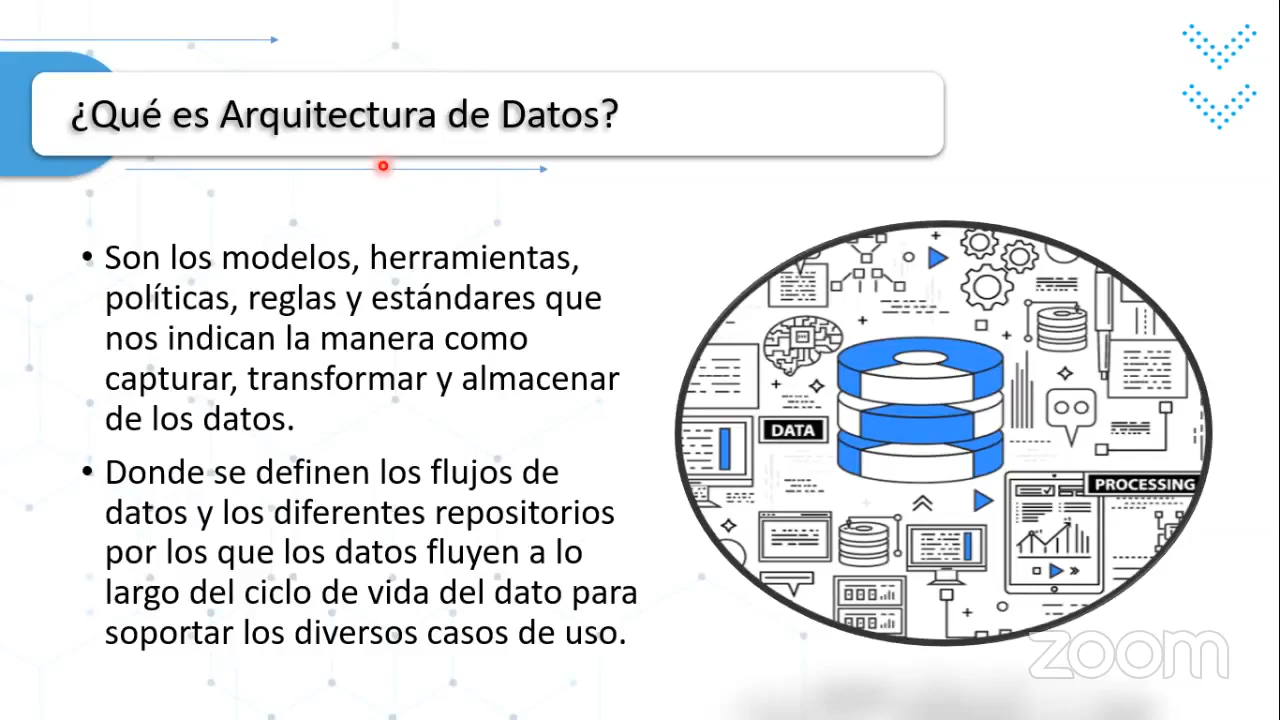 ¿Qué es Arquitectura de Datos?
• Son los modelos, herramientas,
políticas, reglas y estándares que
nos indican la manera como
capturar, transformar y almacenar
de los datos.
• Donde se definen los flujos de
datos y los diferentes repositorios
por los que los datos fluyen a lo
largo del ciclo de vida del dato para
soportar los diversos casos de uso.
DATA
PROCESSING
zoom